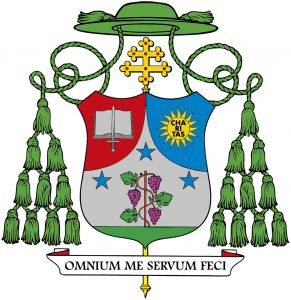 CHA
RI
TAS
OMNIUM ME SERVUM FECI